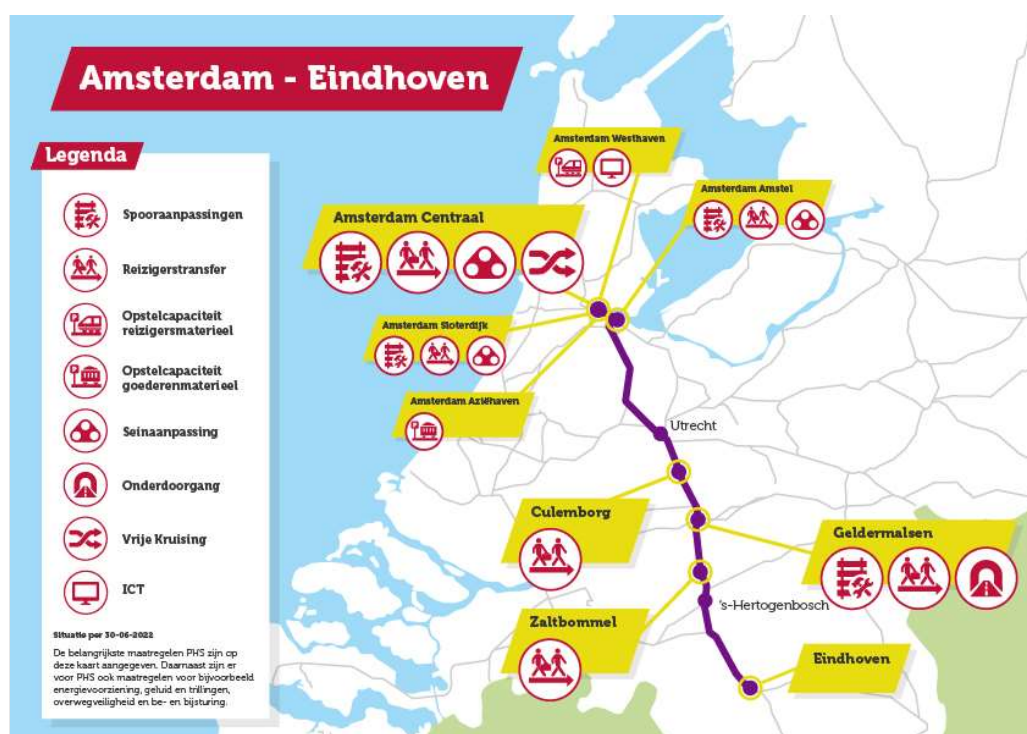 Amsterdam - Eindhoven
Legenda
Spooraanpassingen
Reizigerstransfer
Opstelcapaciteit
reizigersmaterieel
Opstelcapaciteit
goederenmaterieel
Seinaanpassing
Onderdoorgang
Vrije Kruising
ICT
Situatie per 30-06-2022
De belangrijkste maatregelen PHS zijn op
deze kaart aangegeven. Daarnaast zijn er
voor PHS ook maatregelen voor bijvoorbeeld
energievoorziening, geluid en trillingen,
overwegveiligheid en be- en bijsturing.
Amsterdam Westhaven
P
Amsterdam Amstel
Amsterdam Centraal
Amsterdam Sloterdijk
Amsterdam Aziëhaven
P
Utrecht
Culemborg
Geldermalsen
Zaltbommel
's-Hertogenbosch
Eindhoven